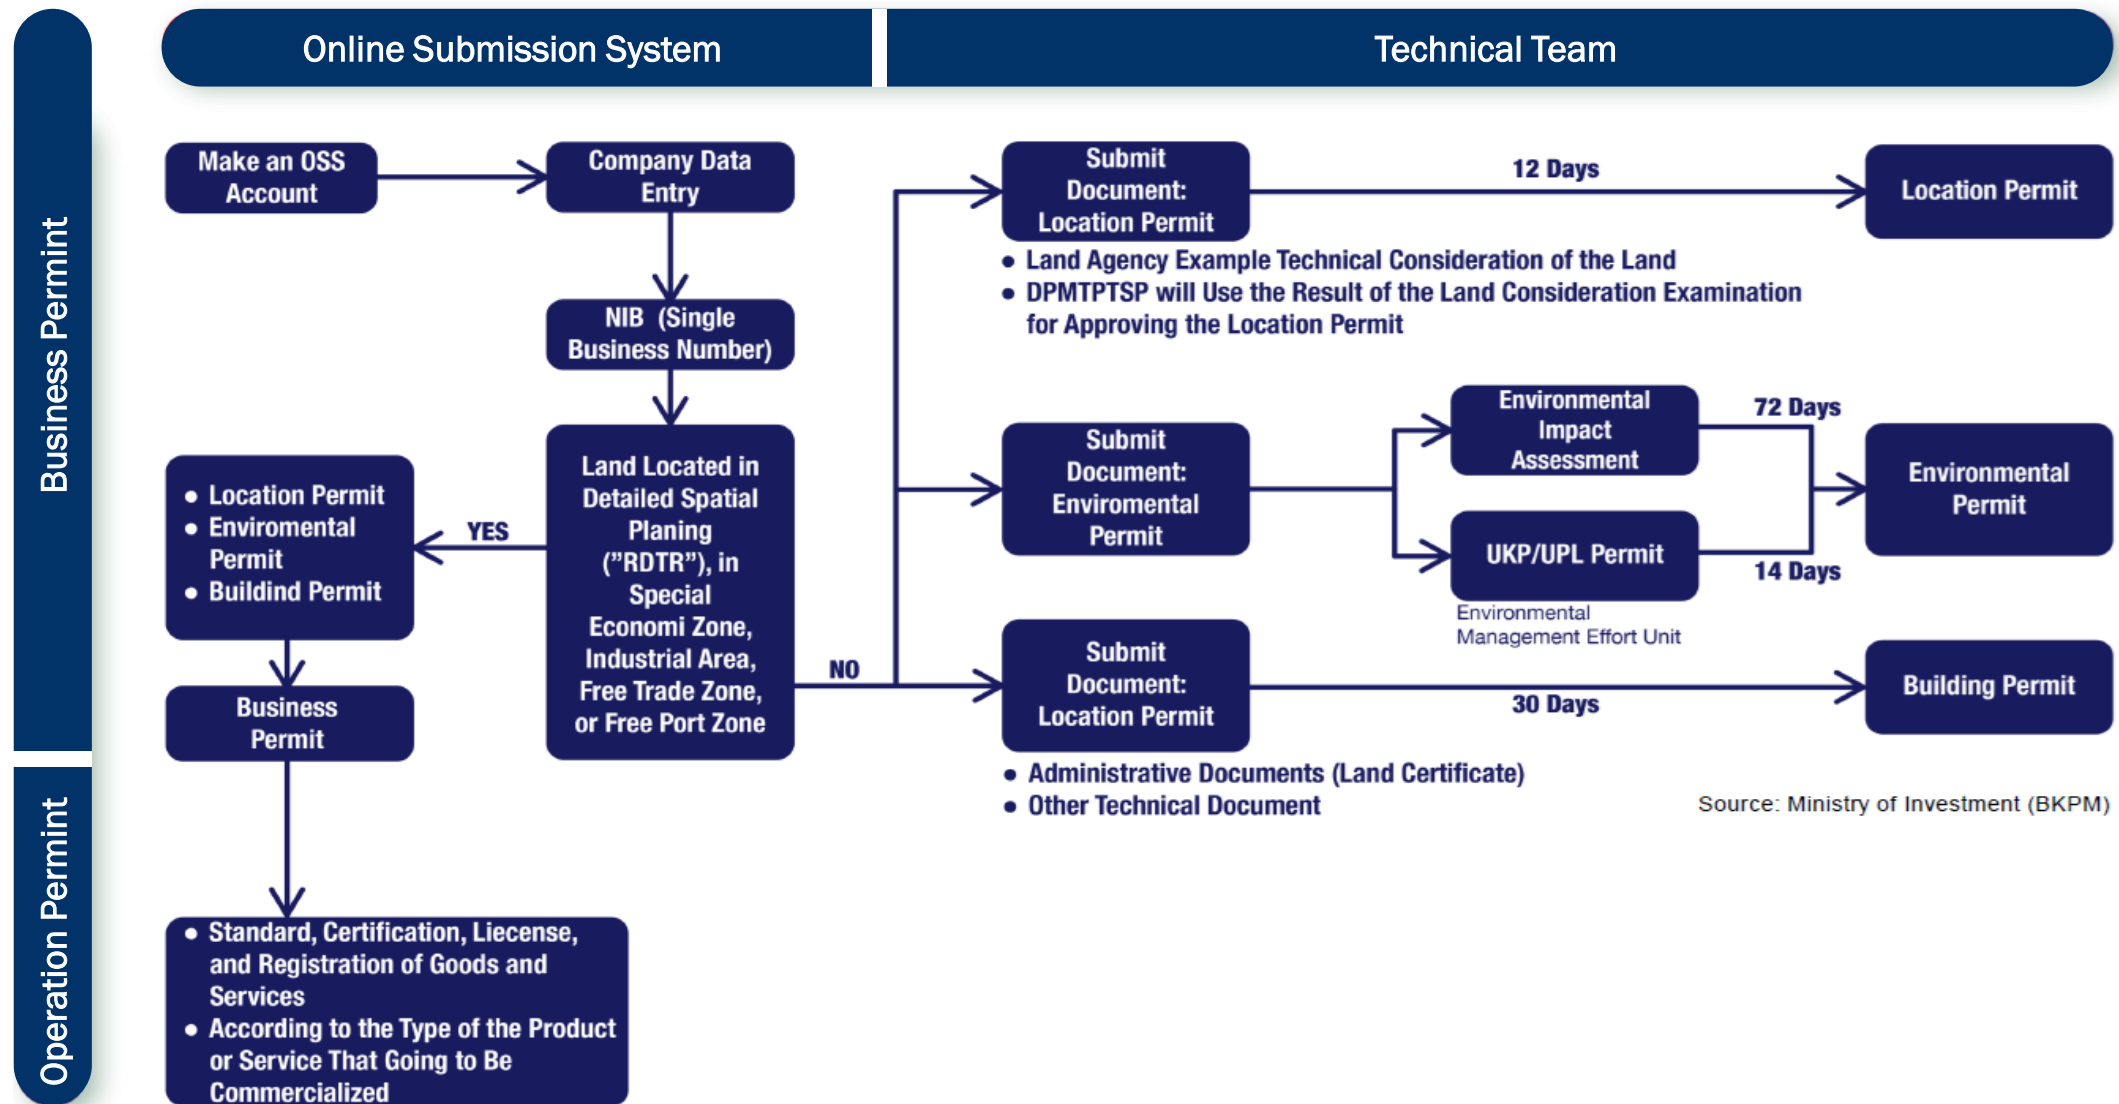 Online Submission System
Technical Team
Business Permint
Operation Permint
Make an OSS
Account
Company Data
Entry
NIB (Single
Business Number)
Land Located in
Detailed Spatial
Planing
(”RDTR”), in
Special
Economi Zone,
Industrial Area,
Free Trade Zone,
or Free Port Zone
YES
● Location Permit
● Enviromental
Permit
● Buildind Permit
Business
Permit
● Standard, Certification, Liecense,
and Registration of Goods and
Services
● According to the Type of the Product
or Service That Going to Be
Commercialized
NO
Submit
Document:
Location Permit
12 Days
Location Permit
● Land Agency Example Technical Consideration of the Land
● DPMTPTSP will Use the Result of the Land Consideration Examination
for Approving the Location Permit
Submit
Document:
Enviromental
Permit
Environmental
Impact
Assessment
72 Days
UKP/UPL Permit
14 Days
Environmental
Management Effort Unit
Environmental
Permit
Submit
Document:
Location Permit
30 Days
Building Permit
● Administrative Documents (Land Certificate)
● Other Technical Document
Source: Ministry of Investment (BKPM)